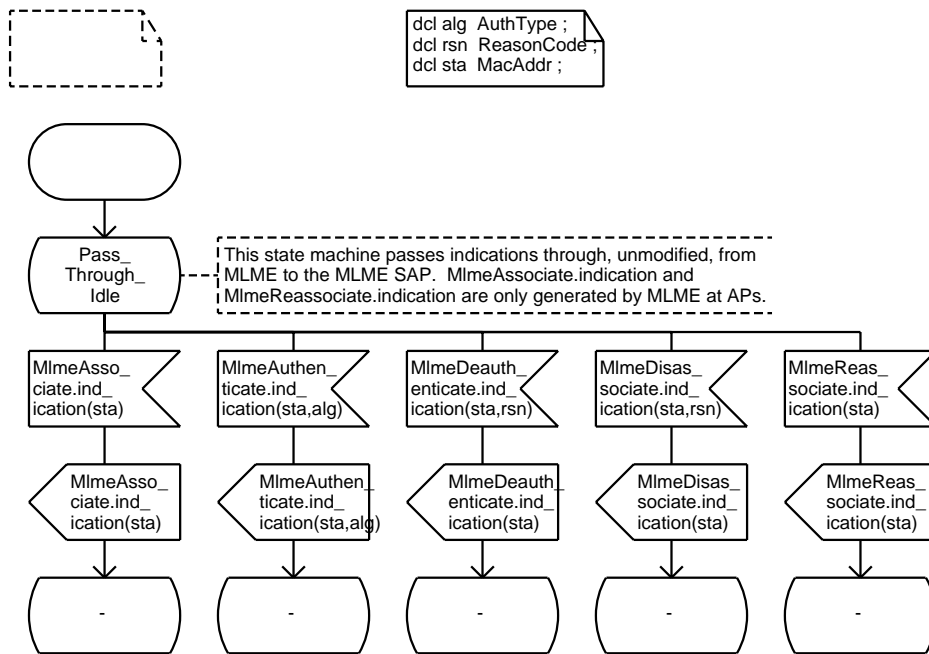 dcl alg AuthType ;
dcl rsn ReasonCode ;
dcl sta MacAddr ;
Pass_
Through_
Idle
This state machine passes indications through, unmodified, from
MLME to the MLME SAP. MlmeAssociate.indication and
MlmeReassociate.indication are only generated by MLME at APs.
MlmeAsso_
ciate.ind_
ication(sta)
MlmeAuthen_
ticate.ind_
ication(sta,alg)
MlmeDeauth_
enticate.ind_
ication(sta,rsn)
MlmeDisas_
sociate.ind_
ication(sta,rsn)
MlmeReas_
sociate.ind_
ication(sta)
MlmeAsso_
ciate.ind_
ication(sta)
MlmeAuthen_
ticate.ind_
ication(sta,alg)
MlmeDeauth_
enticate.ind_
ication(sta)
MlmeDisas_
sociate.ind_
ication(sta)
MlmeReas_
sociate.ind_
ication(sta)
-
-
-
-
-